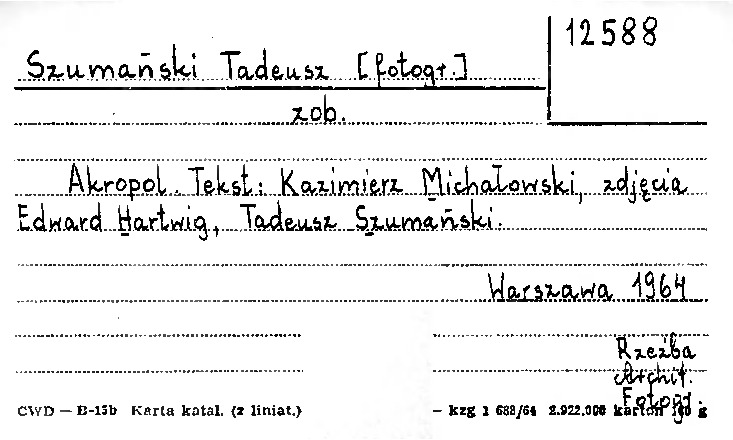 12588
Szumański Tadeusz [fotogr.]
zob.
Akropol. Tekst: Kazimierz Michałowski, zdjęcia
Edward Hartwig, Tadeusz Szumański.
Warszawa 1964
Rzeźba
Archit.
Fotogr.
CWD — B-15b Karta katal. (z liniat.) – kzg 1 688/64 2.922.000 karton g